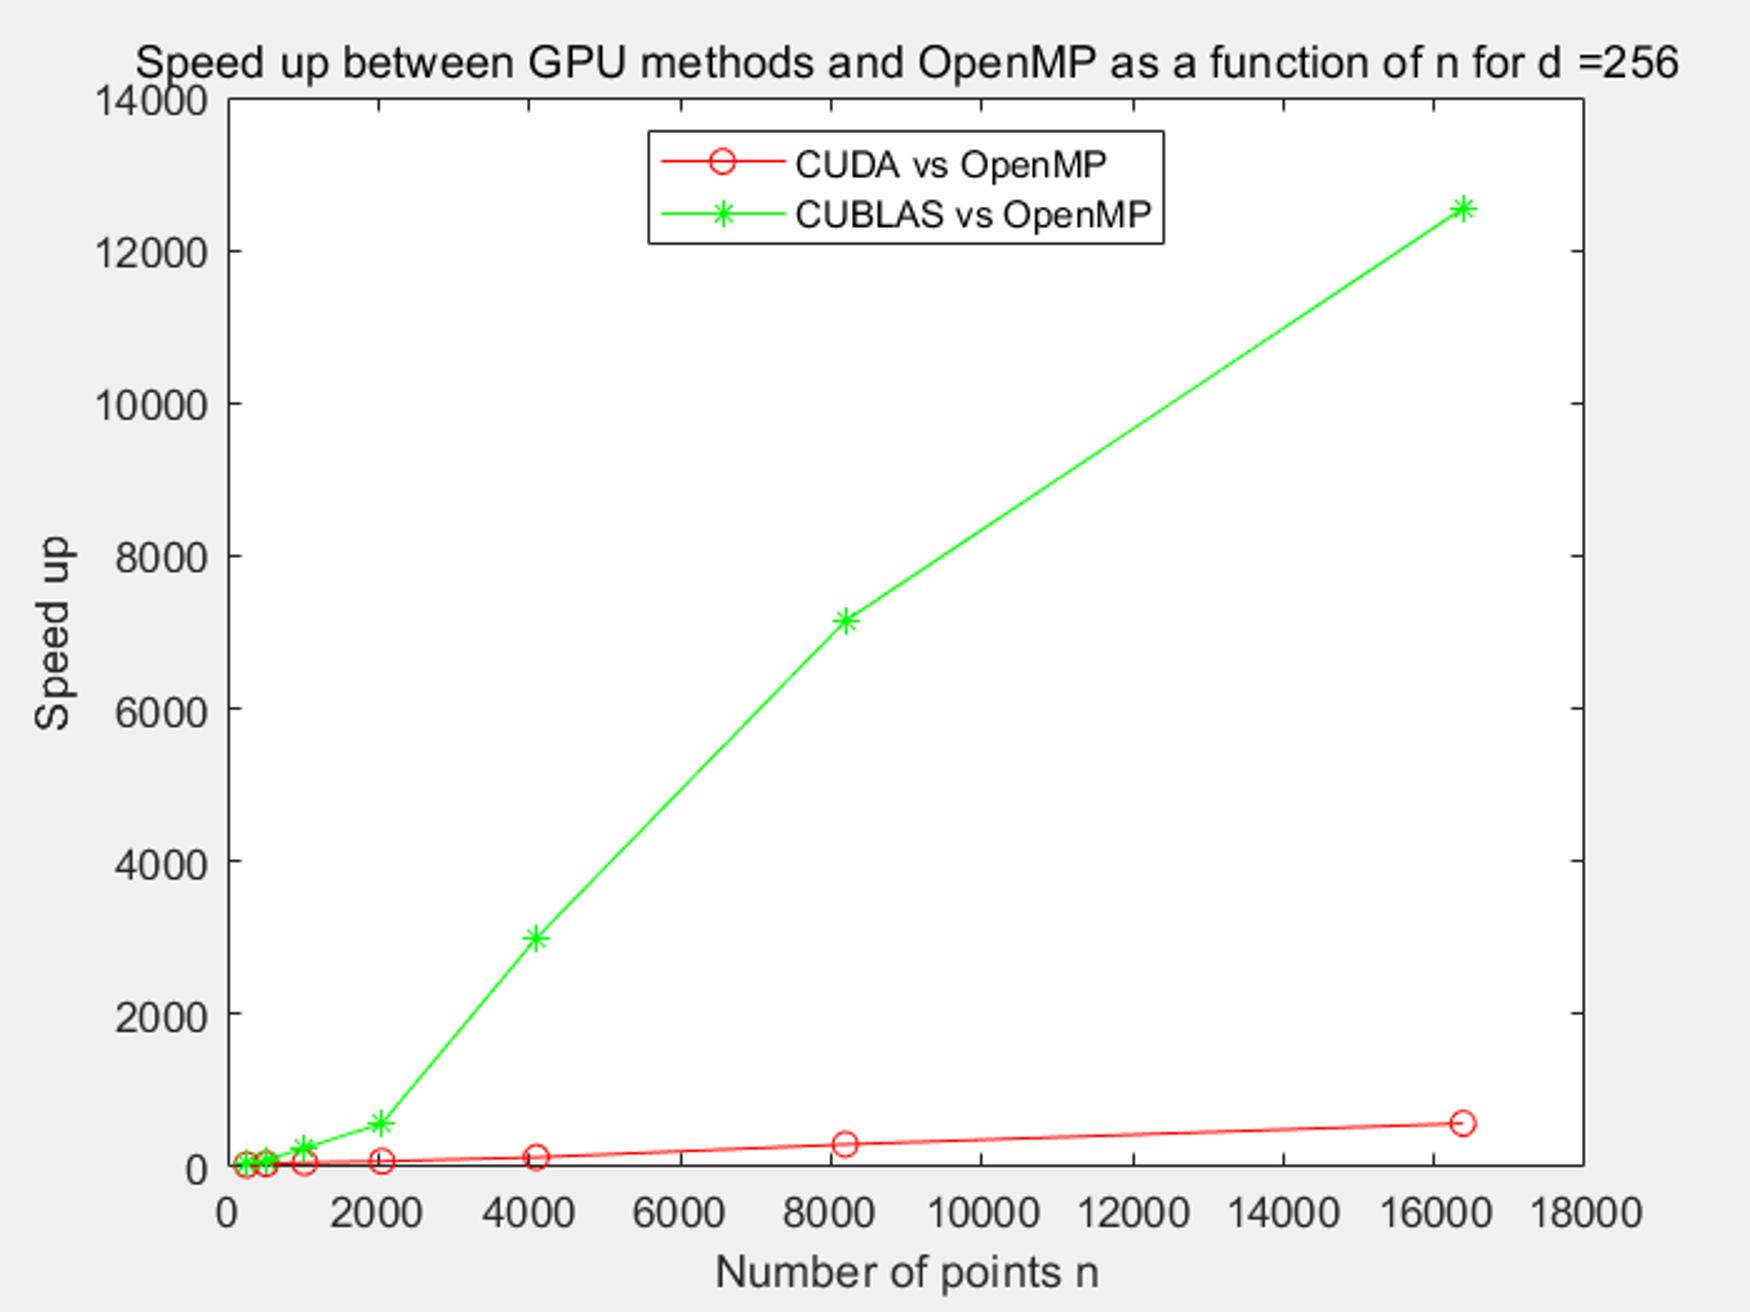 Speed up between GPU methods and OpenMP as a function of n for d =256
14000
CUDA vs OpenMP
CUBLAS vs OpenMP
12000
10000
8000
Speed up
6000
4000
2000
0
0 2000 4000 6000 8000 10000 12000 14000 16000 18000
Number of points n